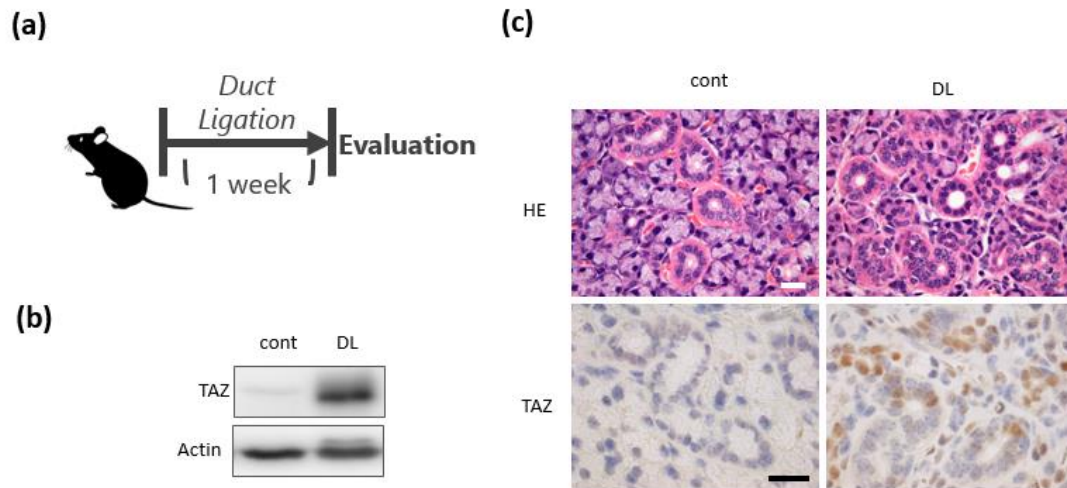 (a)
Duct
Ligation
1 week
Evaluation
(b)
cont DL
TAZ
Actin
(c)
cont DL
HE
TAZ